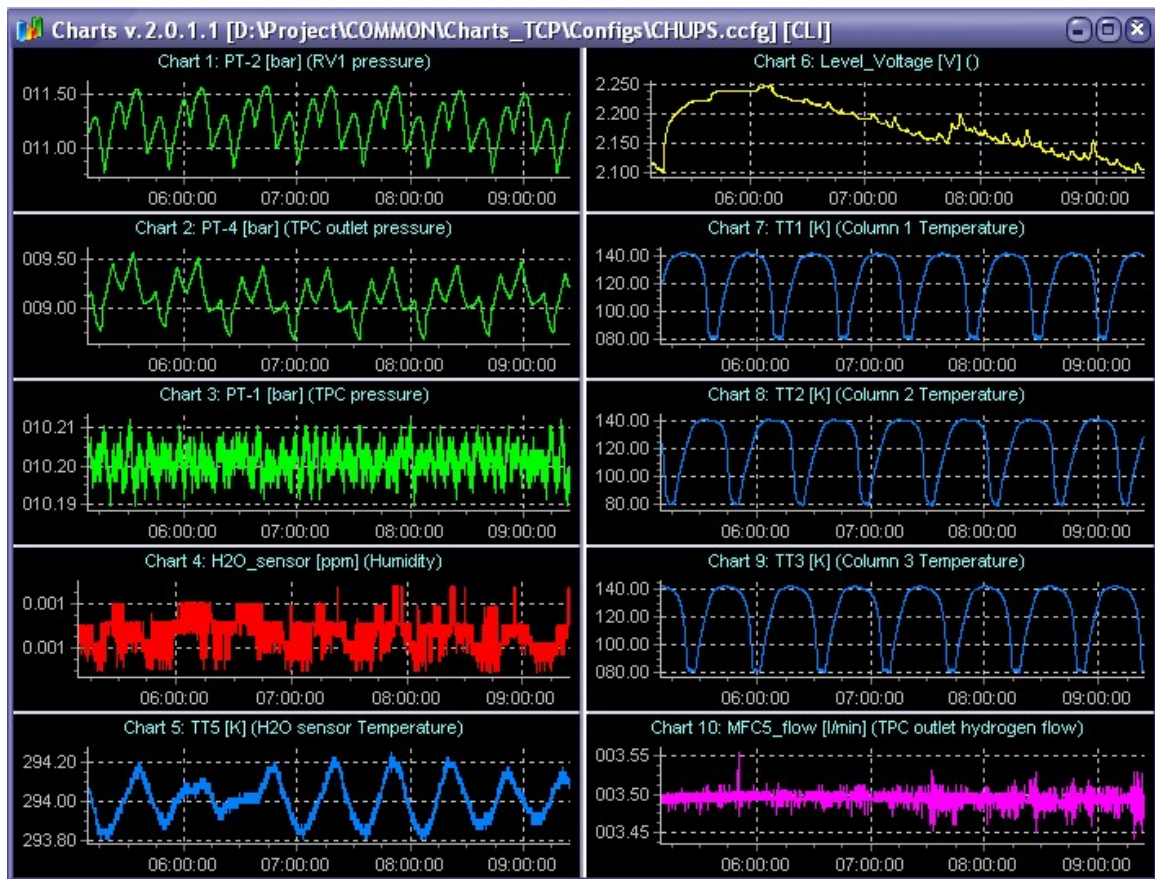 Charts v.2.0.1.1 [D:\Project\COMMON\Charts_TCP\Configs\CHUPS.ccfg] [CLI]
Chart 1: PT-2 [bar] (RV1 pressure)
011.50
011.00
06:00:00 07:00:00 08:00:00 09:00:00
Chart 2: PT-4 [bar] (TPC outlet pressure)
009.50
009.00
06:00:00 07:00:00 08:00:00 09:00:00
Chart 3: PT-1 [bar] (TPC pressure)
010.21
010.20
010.19
06:00:00 07:00:00 08:00:00 09:00:00
Chart 4: H2O_sensor [ppm] (Humidity)
0.001
0.001
06:00:00 07:00:00 08:00:00 09:00:00
Chart 5: TT5 [K] (H2O sensor Temperature)
294.20
294.00
293.80
06:00:00 07:00:00 08:00:00 09:00:00
Chart 6: Level_Voltage [V] ()
2.250
2.200
2.150
2.100
06:00:00 07:00:00 08:00:00 09:00:00
Chart 7: TT1 [K] (Column 1 Temperature)
140.00
120.00
100.00
080.00
06:00:00 07:00:00 08:00:00 09:00:00
Chart 8: TT2 [K] (Column 2 Temperature)
140.00
120.00
100.00
80.00
06:00:00 07:00:00 08:00:00 09:00:00
Chart 9: TT3 [K] (Column 3 Temperature)
140.00
120.00
100.00
080.00
06:00:00 07:00:00 08:00:00 09:00:00
Chart 10: MFC5_flow [l/min] (TPC outlet hydrogen flow)
003.55
003.50
003.45
06:00:00 07:00:00 08:00:00 09:00:00